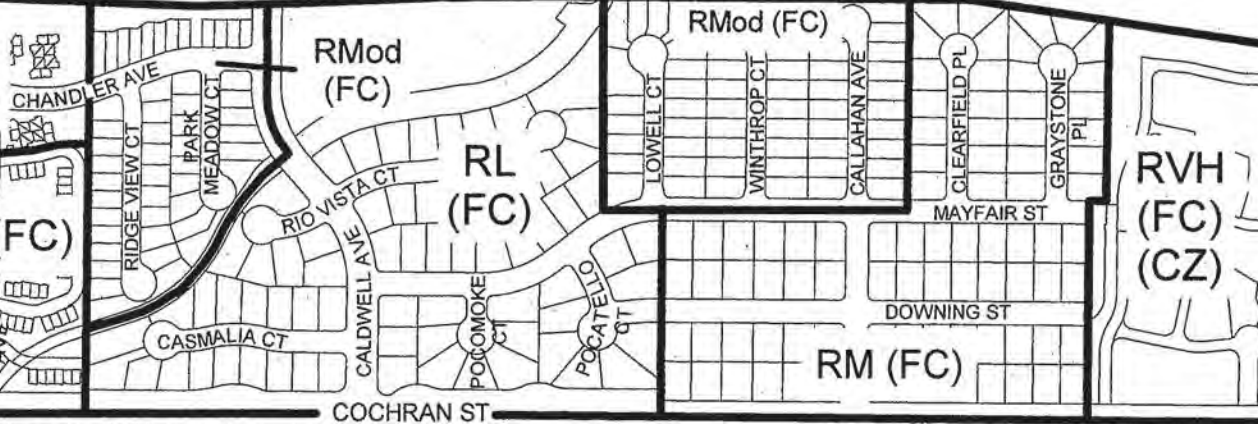 RMod
(FC)
RMod (FC)
CHANDLER AVE
RIDGE VIEW CT
PARK
MEADOW CT
RIO VISTA CT
RL
(FC)
LOWELL CT
WINTHROP CT
CALLAHAN AVE
CLEARFIELD PL
GRAYSTONE
PL
RVH
(FC)
(CZ)
MAYFAIR ST
FC)
CALDWELL AVE
POCOMOKE
CT
POCATELLO
CT
DOWNING ST
CASMALIA CT
RM (FC)
COCHRAN ST